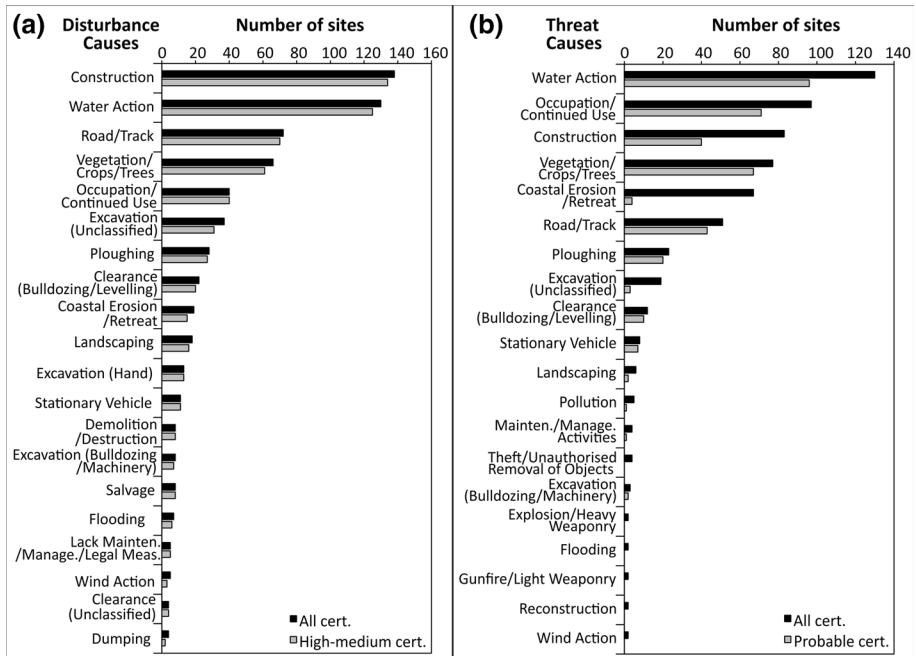 (a) Disturbance Causes
Number of sites
0 20 40 60 80 100 120 140 160
Construction
Water Action
Road/Track
Vegetation/
Crops/Trees
Occupation/
Continued Use
Excavation
(Unclassified)
Ploughing
Clearance
(Bulldozing/Levelling)
Coastal Erosion
/Retreat
Landscaping
Excavation (Hand)
Stationary Vehicle
Demolition
/Destruction
Excavation (Bulldozing
/Machinery)
Salvage
Flooding
Lack Mainten.
/Manage./Legal Meas.
Wind Action
Clearance
(Unclassified)
Dumping
All cert.
High-medium cert.
(b) Threat Causes
Number of sites
0 20 40 60 80 100 120 140
Water Action
Occupation/
Continued Use
Construction
Vegetation/
Crops/Trees
Coastal Erosion
/Retreat
Road/Track
Ploughing
Excavation
(Unclassified)
Clearance
(Bulldozing/Levelling)
Stationary Vehicle
Landscaping
Pollution
Mainten./Manage.
Activities
Theft/Unauthorised
Removal of Objects
Excavation
(Bulldozing/Machinery)
Explosion/Heavy
Weaponry
Flooding
Gunfire/Light Weaponry
Reconstruction
Wind Action
All cert.
Probable cert.